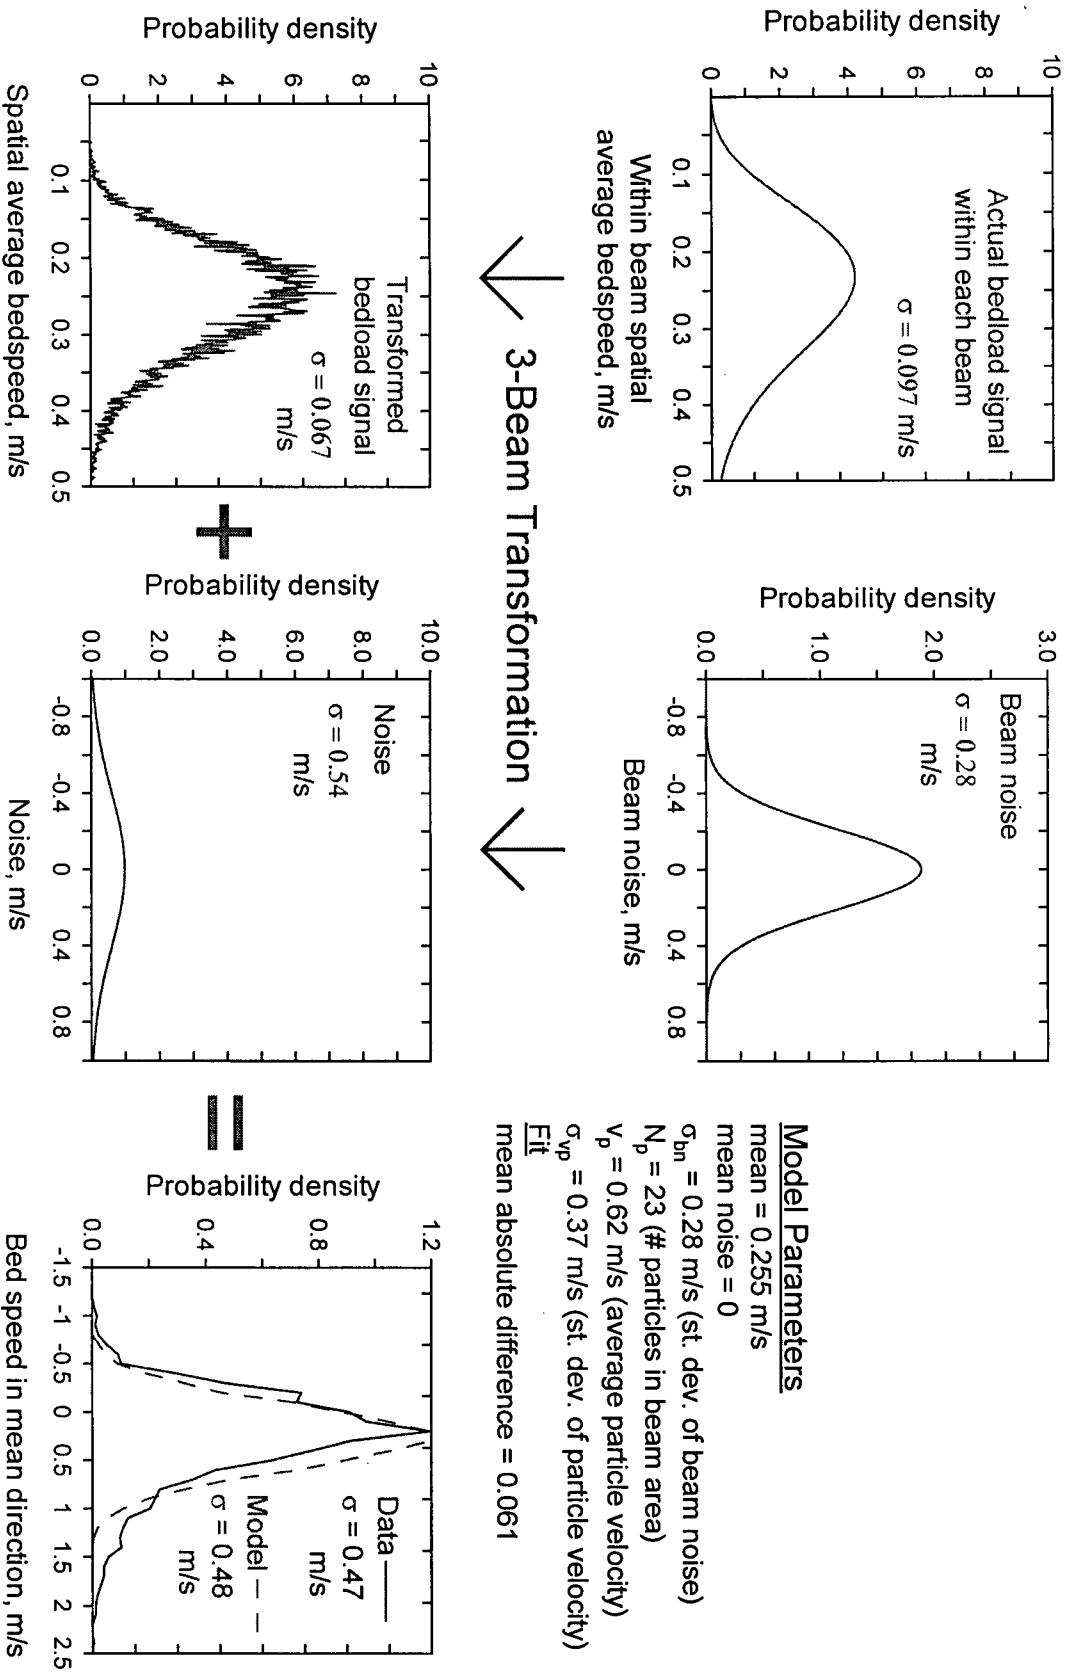 Probability density
0
2
4
6
8
10
Actual bedload signal
within each beam
σ = 0.097 m/s
0.1
0.2
0.3
0.4
0.5
Within beam spatial
average bedspeed, m/s
Probability density
0.0
1.0
2.0
3.0
Beam noise
σ = 0.28
m/s
-0.8
-0.4
0
0.4
0.8
Beam noise, m/s
Model Parameters
mean = 0.255 m/s
mean noise = 0
σbn = 0.28 m/s (st. dev. of beam noise)
Np = 23 (# particles in beam area)
vp = 0.62 m/s (average particle velocity)
σvp = 0.37 m/s (st. dev. of particle velocity)
Fit
mean absolute difference = 0.061
3-Beam Transformation
Probability density
0
2
4
6
8
10
Transformed
bedload signal
σ = 0.067
m/s
0.1
0.2
0.3
0.4
0.5
Spatial average bedspeed, m/s
+
Probability density
0.0
2.0
4.0
6.0
8.0
10.0
Noise
σ = 0.54
m/s
-0.8
-0.4
0
0.4
0.8
Noise, m/s
=
Probability density
0.0
0.4
0.8
1.2
Data
σ = 0.47
m/s
Model
σ = 0.48
m/s
-1.5
-1
-0.5
0
0.5
1
1.5
2
2.5
Bed speed in mean direction, m/s